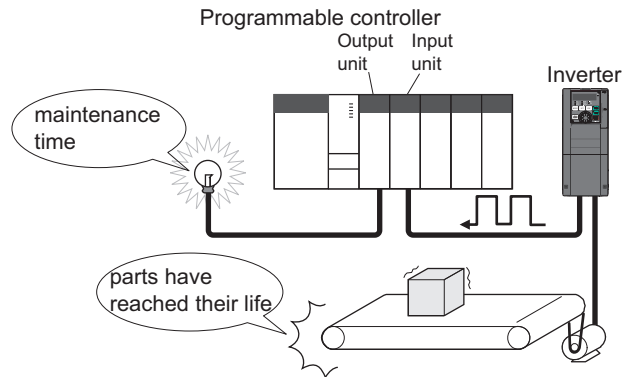 Programmable controller
Output Input
unit unit
Inverter
maintenance
time
parts have
reached their life